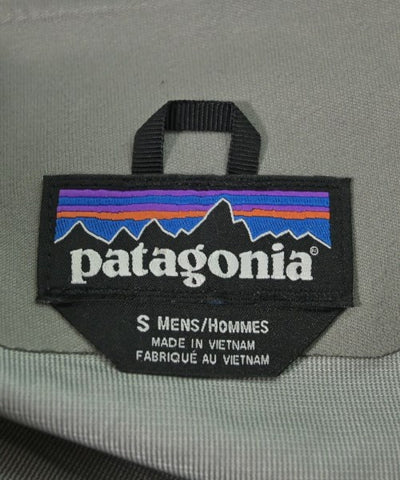 patagonia®
S MENS/HOMMES
MADE IN VIETNAM
FABRIQUÉ AU VIETNAM